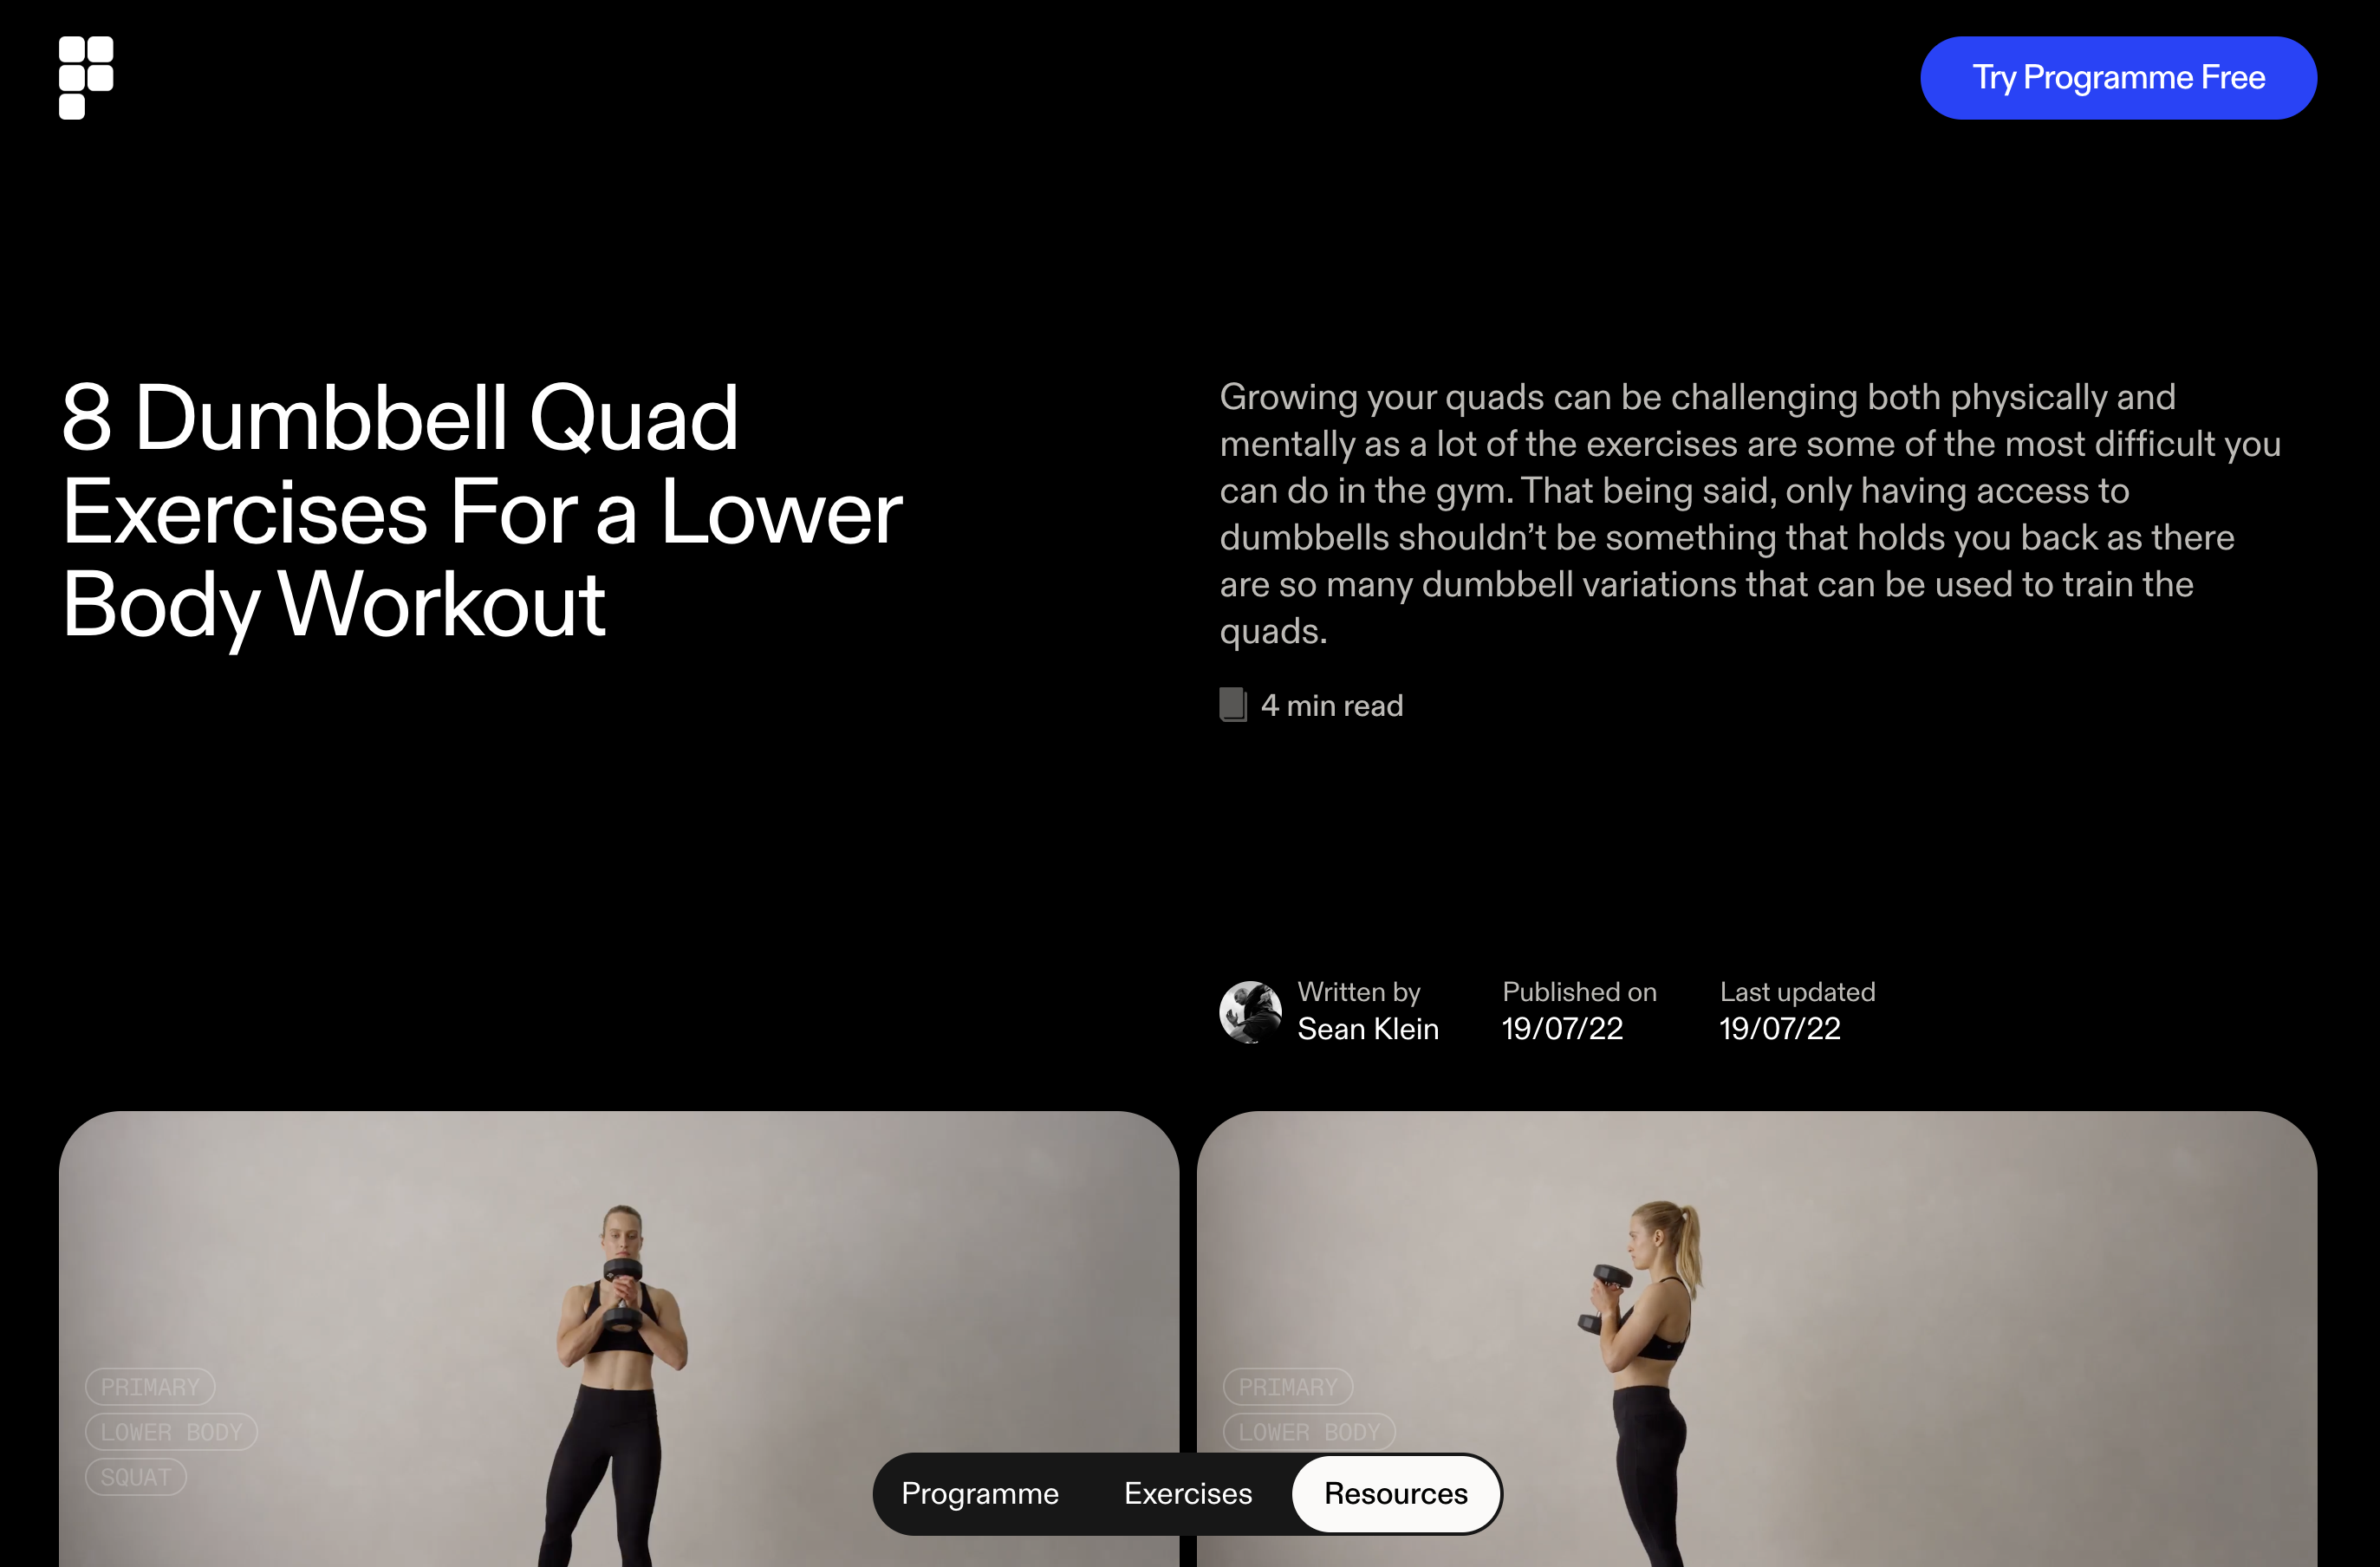 Try Programme Free
8 Dumbbell Quad
Exercises For a Lower
Body Workout
Growing your quads can be challenging both physically and
mentally as a lot of the exercises are some of the most difficult you
can do in the gym. That being said, only having access to
dumbbells shouldn’t be something that holds you back as there
are so many dumbbell variations that can be used to train the
quads.
4 min read
Written by
Sean Klein
Published on
19/07/22
Last updated
19/07/22
PRIMARY
LOWER BODY
SQUAT
PRIMARY
LOWER BODY
Programme
Exercises
Resources